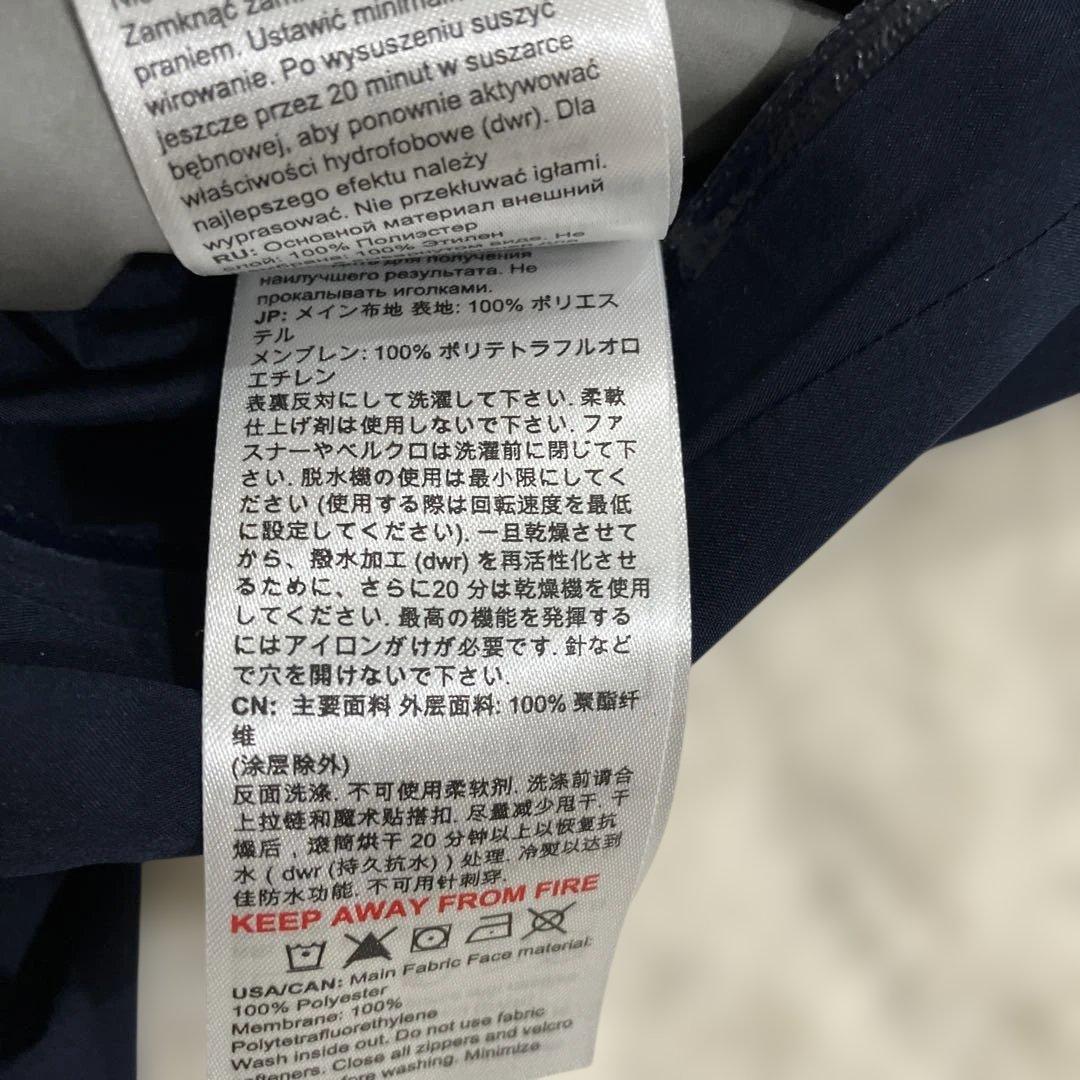 Zamknąć
praniem. Ustawić
wirowanie. Po wysuszeniu suszyć
jeszcze przez 20 minut w suszarce
bębnowej, aby ponownie aktywować
właściwości hydrofobowe (dwr). Dla
najlepszego efektu należy
wyprasować. Nie przekłuwać igłami.
RU: Основной материал внешний
100% Полиэстер
100% Этилен
для получения
наилучшего результата. Не
прокалывать иголками.
JP: メイン布地 表地: 100% ポリエス
テル
メンブレン: 100% ポリテトラフルオロ
エチレン
表裏反対にして洗濯して下さい. 柔軟
仕上げ剤は使用しないで下さい. ファ
スナーやベルクロは洗濯前に閉じて下
さい. 脱水機の使用は最小限にしてく
ださい (使用する際は回転速度を最低
に設定してください). 一旦乾燥させて
から、撥水加工 (dwr) を再活性化させ
るために、さらに20 分は乾燥機を使用
してください. 最高の機能を発揮する
にはアイロンがけが必要です. 針など
で穴を開けないで下さい.
CN: 主要面料 外层面料: 100% 聚酯纤
维
(涂层除外)
反面洗涤. 不可使用柔软剂. 洗涤前请合
上拉链和魔术贴搭扣. 尽量减少甩干. 干
燥后，滚筒烘干 20 分钟以上以恢复抗
水 ( dwr (持久抗水) ) 处理. 冷熨以达到
佳防水功能. 不可用针刺穿.
KEEP AWAY FROM FIRE
USA/CAN: Main Fabric Face material:
100% Polyester
Membrane: 100%
Polytetrafluorethylene
Wash inside out. Do not use fabric
softeners. Close all zippers and velcro
before washing. Minimize